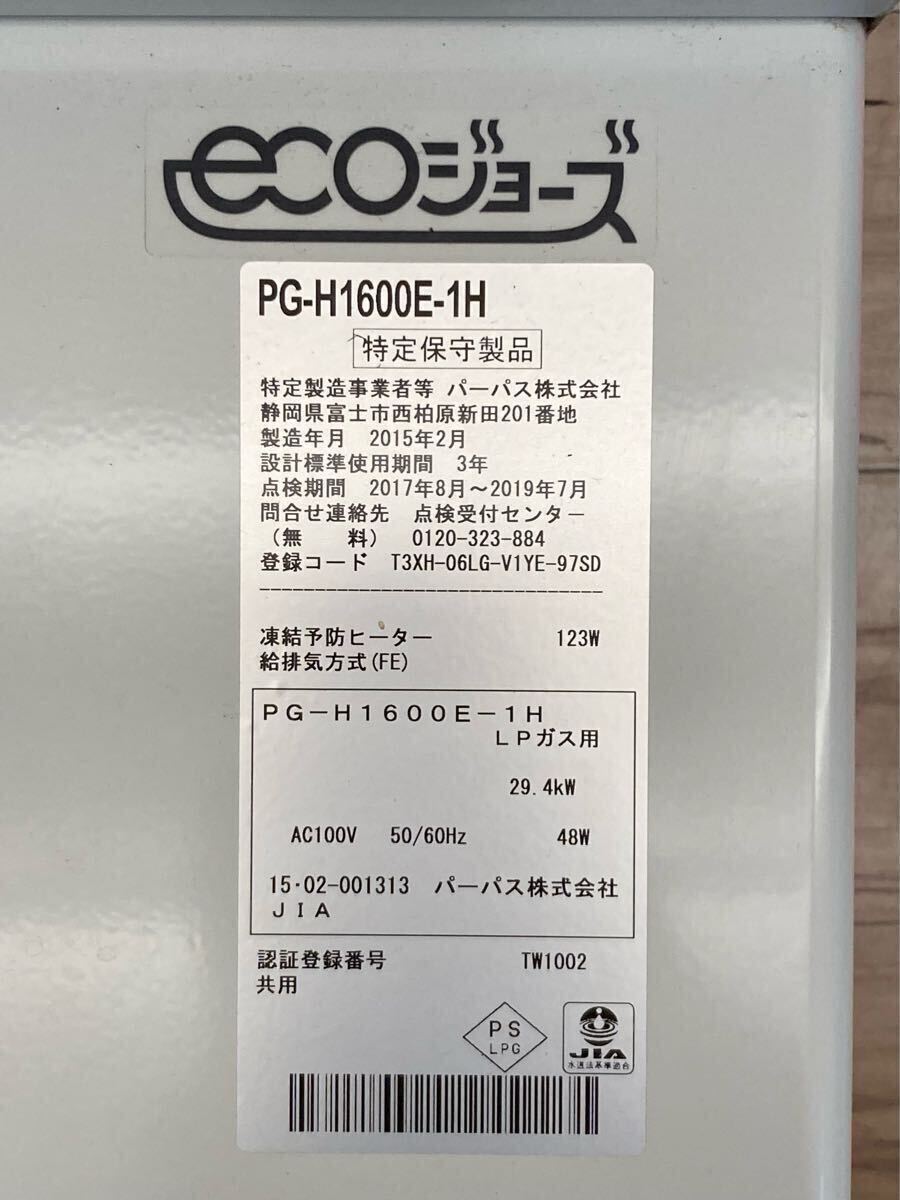 ecoジョーズ
PG-H1600E-1H
特定保守製品
特定製造事業者等 パーパス株式会社
静岡県富士市西柏原新田201番地
製造年月 2015年2月
設計標準使用期間 3年
点検期間 2017年8月～2019年7月
問合せ連絡先 点検受付センター
（無 料） 0120-323-884
登録コード T3XH-06LG-V1YE-97SD
凍結予防ヒーター 123W
給排気方式(FE)
ＰＧ－Ｈ１６００Ｅ－１Ｈ
ＬＰガス用
29.4kW
AC100V 50/60Hz 48W
15・02-001313 パーパス株式会社
ＪＩＡ
認証登録番号 TW1002
共用
PS
LPG
JIA
水道法基準適合